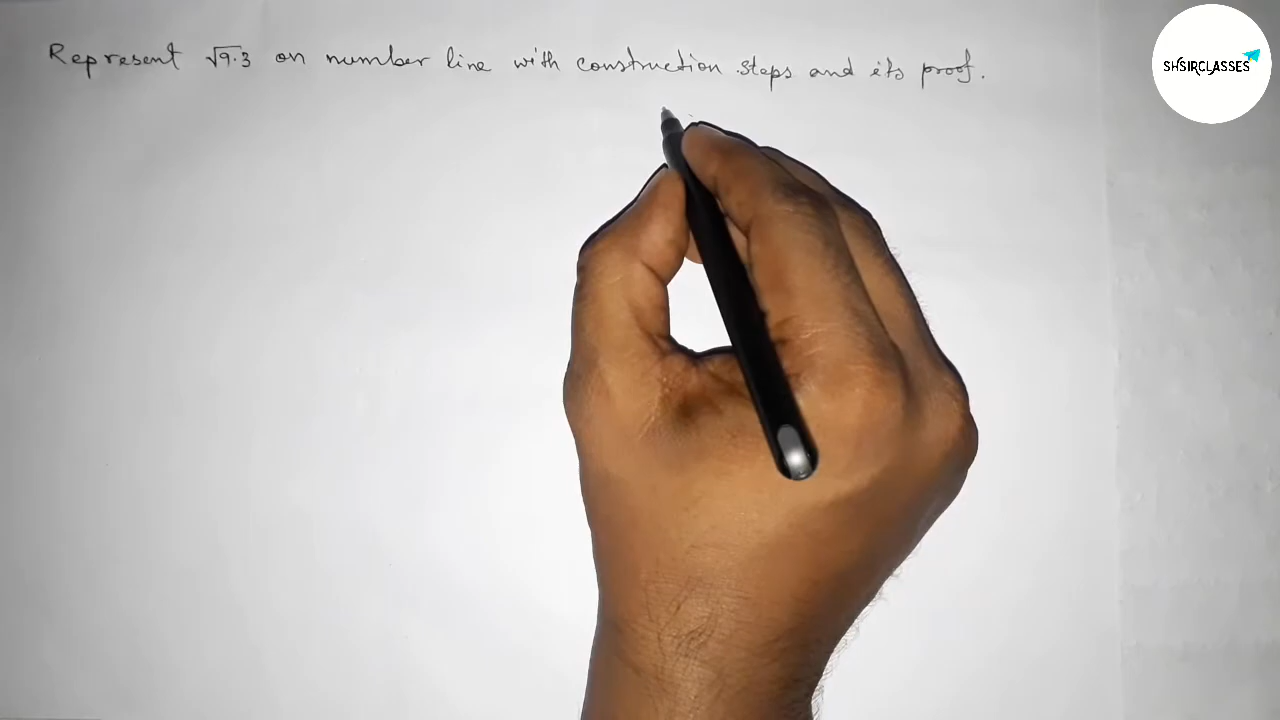 Represent √9.3 on number line with construction steps and its proof.
SHSIRCLASSES